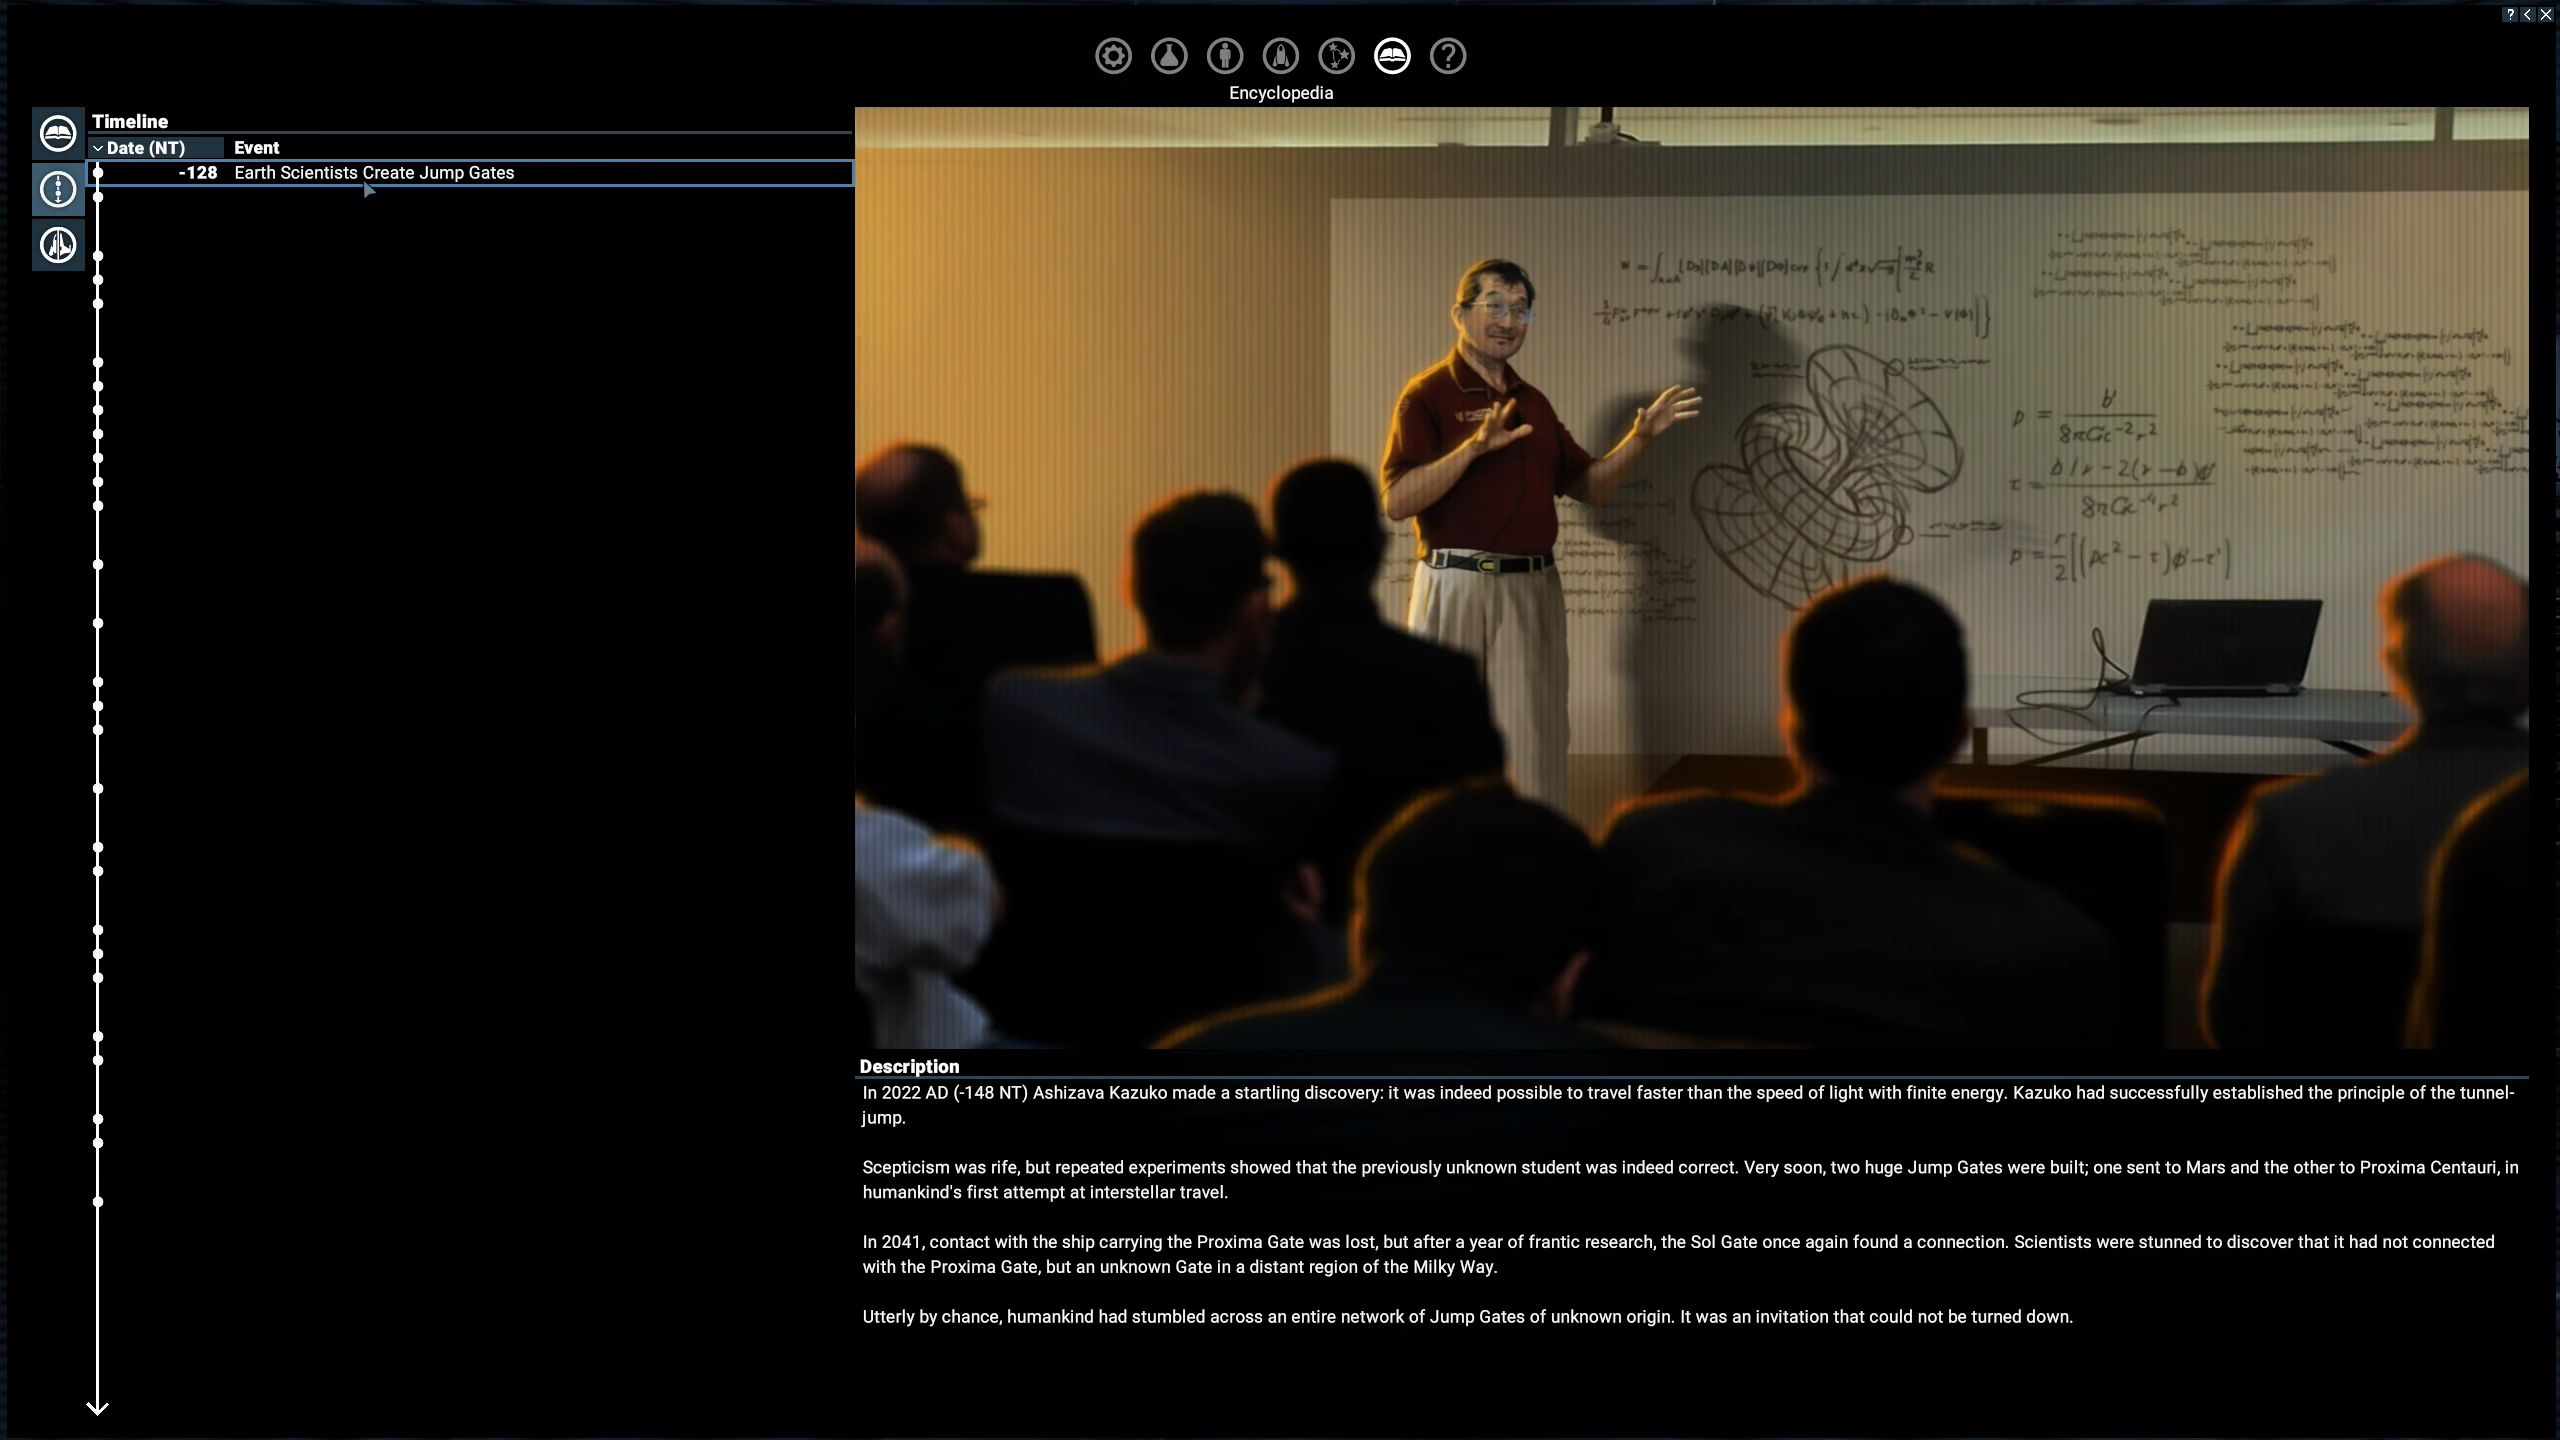 Encyclopedia
Timeline
Date (NT) Event
-128 Earth Scientists Create Jump Gates
Description
In 2022 AD (-148 NT) Ashizava Kazuko made a startling discovery: it was indeed possible to travel faster than the speed of light with finite energy. Kazuko had successfully established the principle of the tunnel-
jump.
Scepticism was rife, but repeated experiments showed that the previously unknown student was indeed correct. Very soon, two huge Jump Gates were built; one sent to Mars and the other to Proxima Centauri, in
humankind's first attempt at interstellar travel.
In 2041, contact with the ship carrying the Proxima Gate was lost, but after a year of frantic research, the Sol Gate once again found a connection. Scientists were stunned to discover that it had not connected
with the Proxima Gate, but an unknown Gate in a distant region of the Milky Way.
Utterly by chance, humankind had stumbled across an entire network of Jump Gates of unknown origin. It was an invitation that could not be turned down.